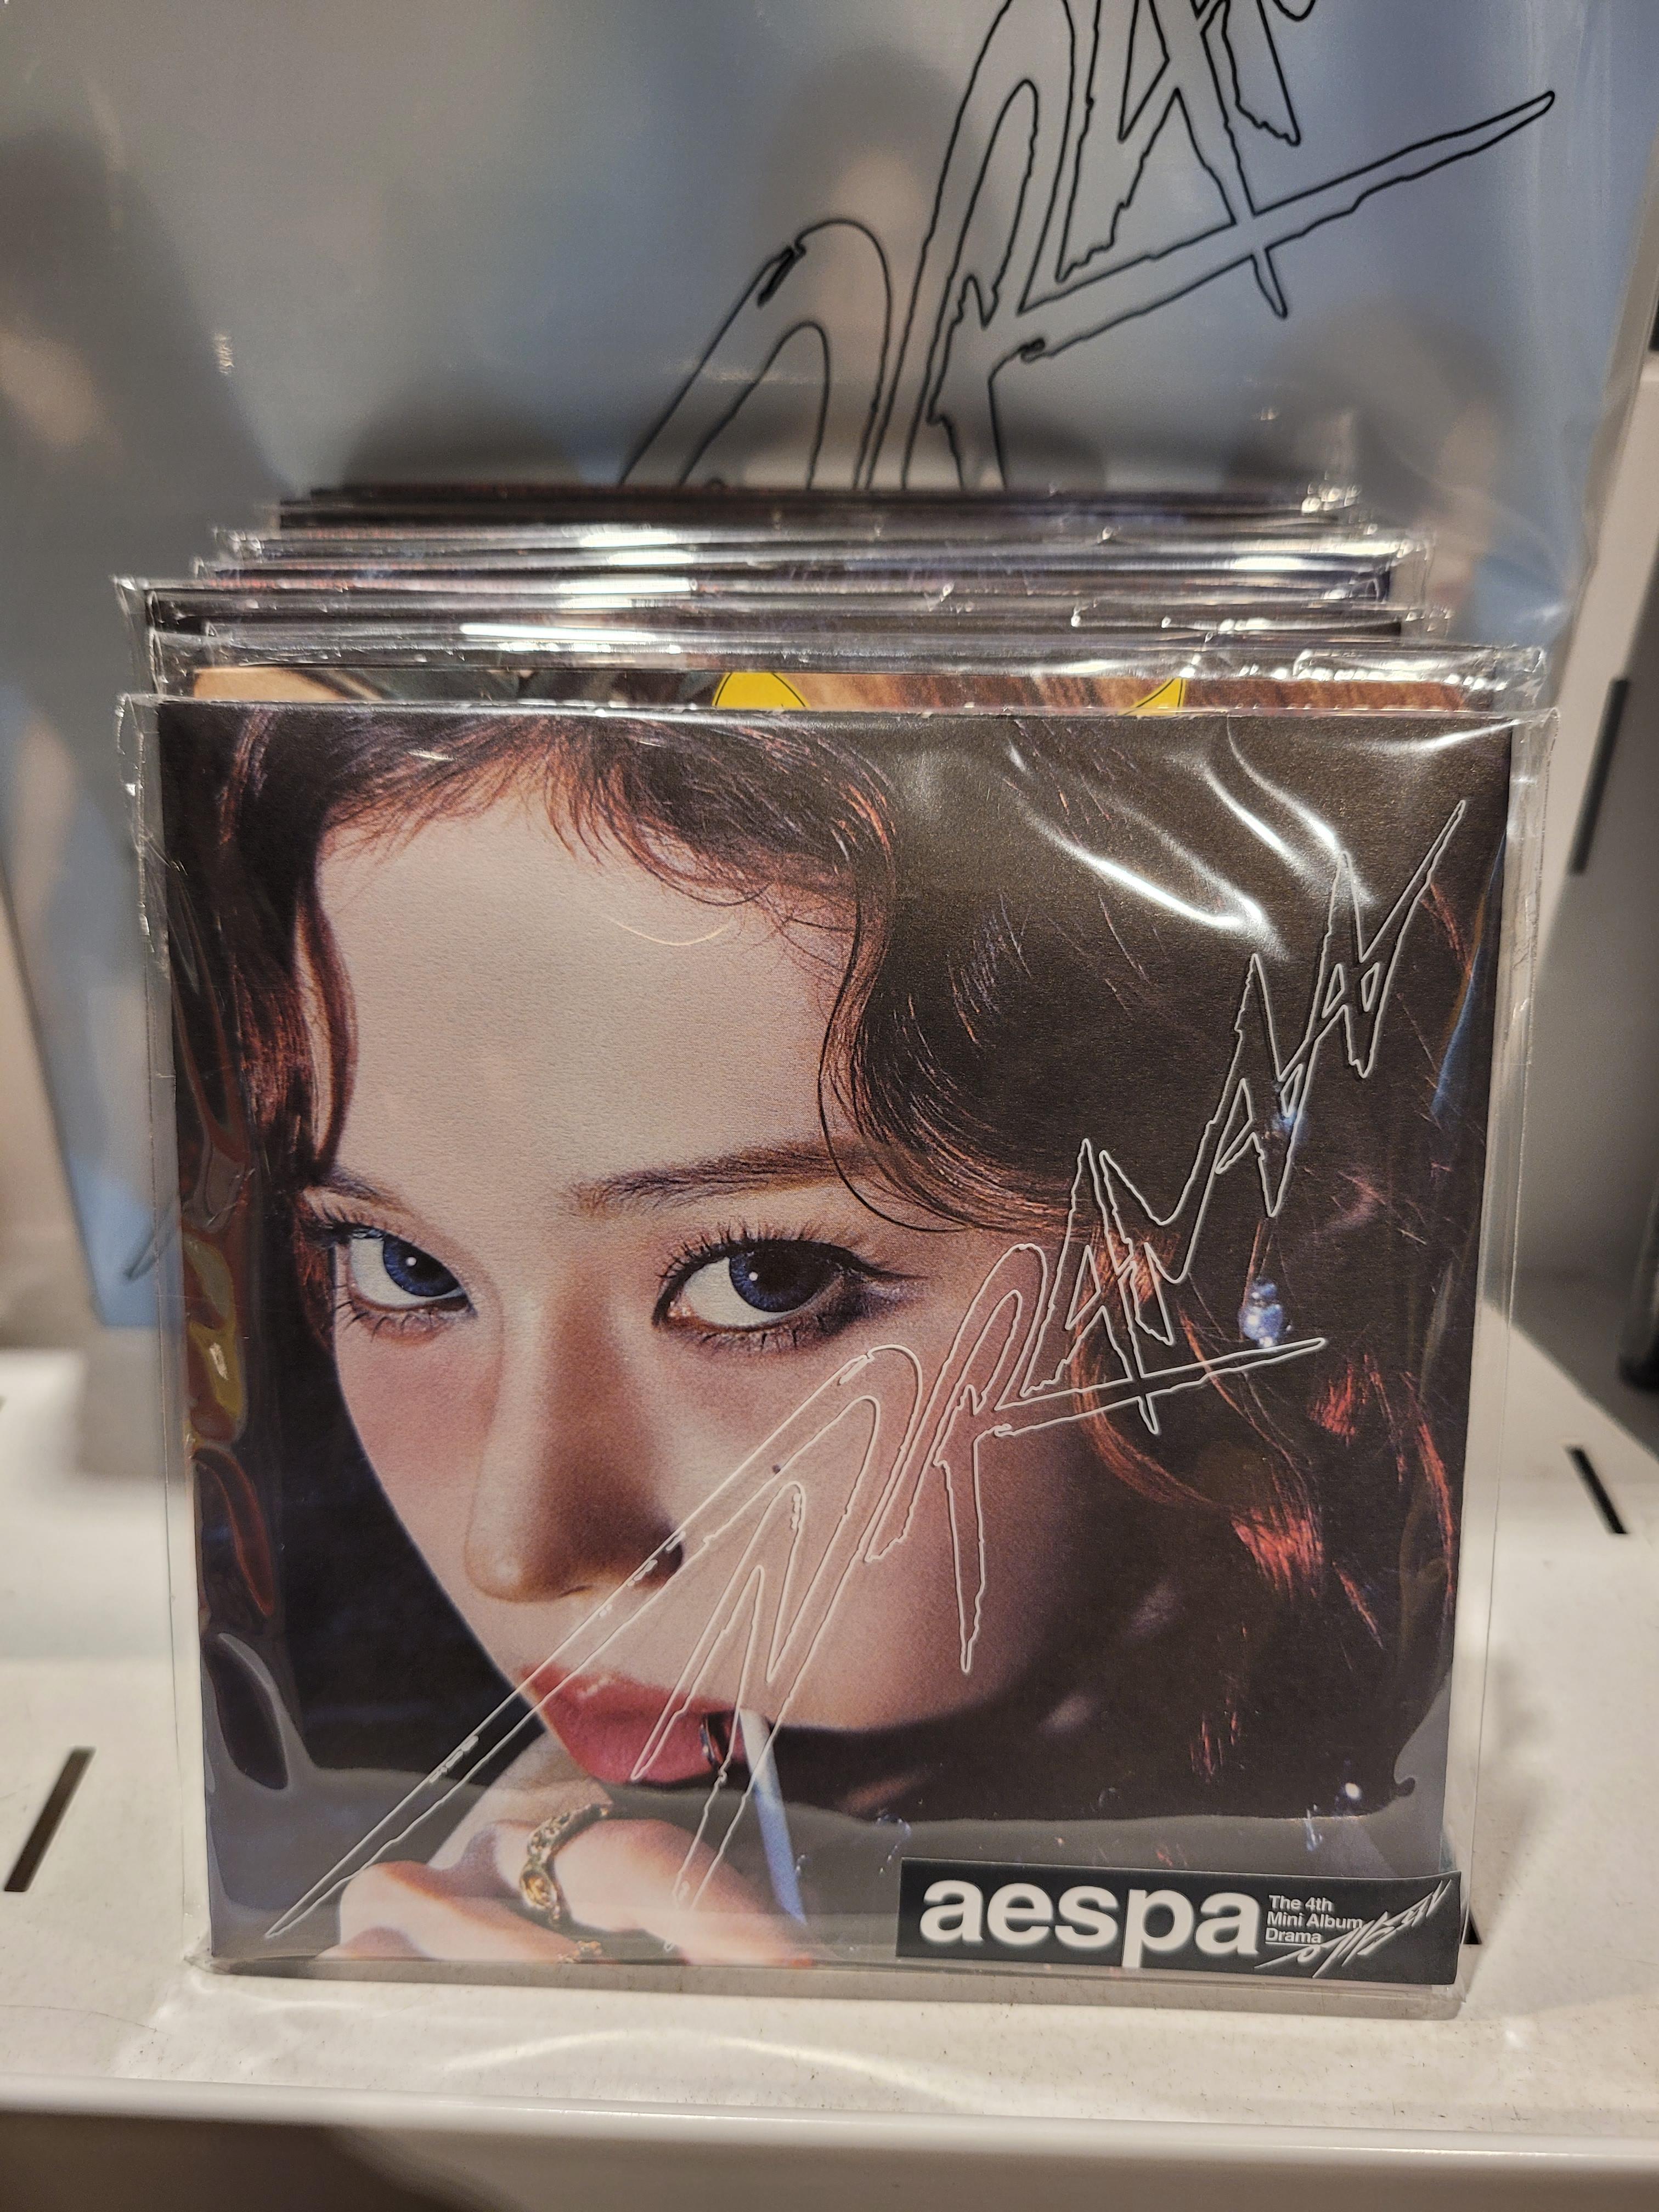 DRAMA
DRAMA
aespa
The 4th
Mini Album
Drama